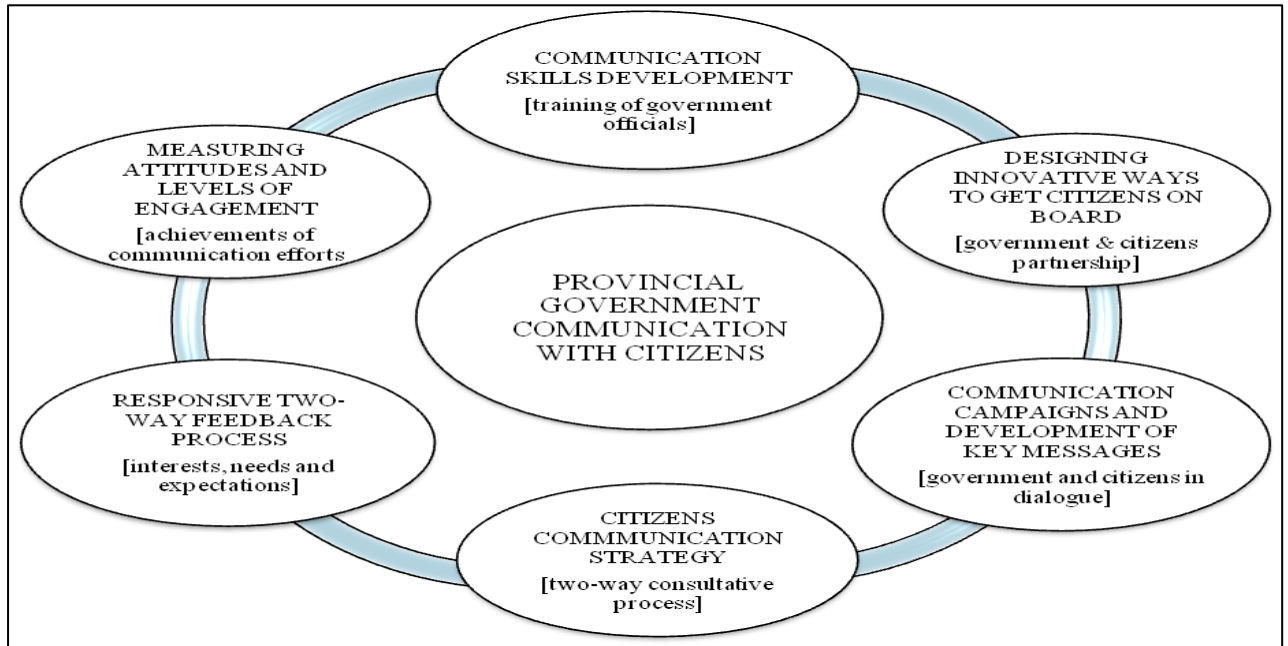 COMMUNICATION
SKILLS DEVELOPMENT
[training of government
officials]
DESIGNING
INNOVATIVE WAYS
TO GET CITIZENS ON
BOARD
[government & citizens
partnership]
COMMUNICATION
CAMPAIGNS AND
DEVELOPMENT OF
KEY MESSAGES
[government and citizens in
dialogue]
CITIZENS
COMMMUNICATION
STRATEGY
[two-way consultative
process]
RESPONSIVE TWO-
WAY FEEDBACK
PROCESS
[interests, needs and
expectations]
MEASURING
ATTITUDES AND
LEVELS OF
ENGAGEMENT
[achievements of
communication efforts
PROVINCIAL
GOVERNMENT
COMMUNICATION
WITH CITIZENS